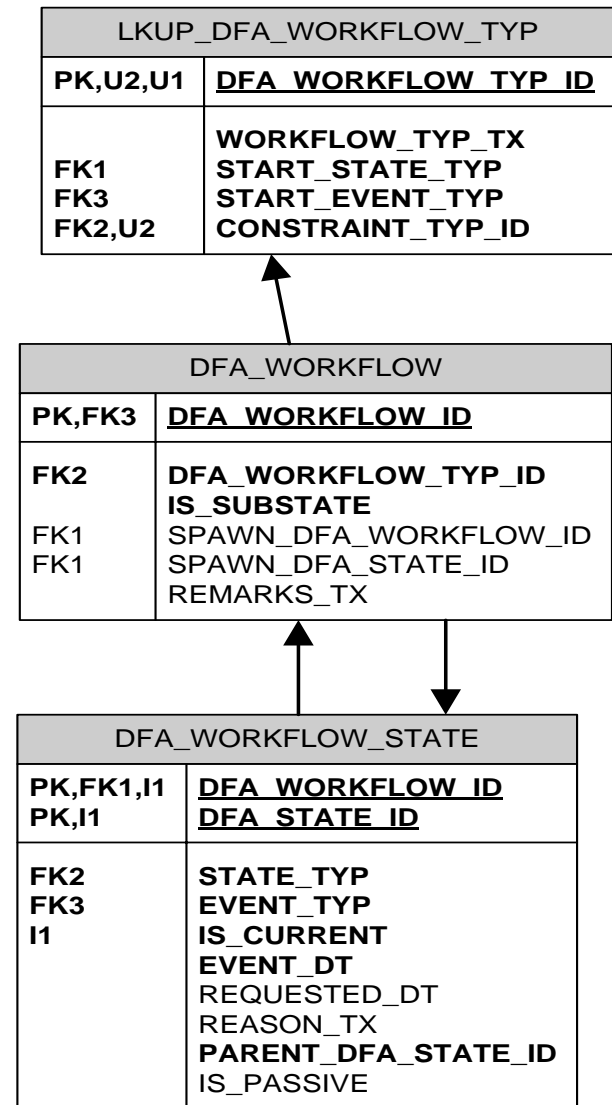 LKUP_DFA_WORKFLOW_TYP
PK,U2,U1 DFA_WORKFLOW_TYP_ID
WORKFLOW_TYP_TX
FK1 START_STATE_TYP
FK3 START_EVENT_TYP
FK2,U2 CONSTRAINT_TYP_ID
DFA_WORKFLOW
PK,FK3 DFA_WORKFLOW_ID
FK2 DFA_WORKFLOW_TYP_ID
IS_SUBSTATE
FK1 SPAWN_DFA_WORKFLOW_ID
FK1 SPAWN_DFA_STATE_ID
REMARKS_TX
DFA_WORKFLOW_STATE
PK,FK1,I1 DFA_WORKFLOW_ID
PK,I1 DFA_STATE_ID
FK2 STATE_TYP
FK3 EVENT_TYP
I1 IS_CURRENT
EVENT_DT
REQUESTED_DT
REASON_TX
PARENT_DFA_STATE_ID
IS_PASSIVE